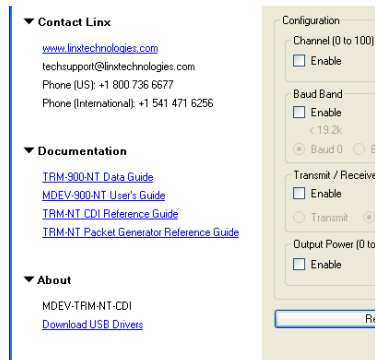 Contact Linx
www.linxtechnologies.com
techsupport@linxtechnologies.com
Phone (US): +1 800 736 6677
Phone (International): +1 541 471 6256
Documentation
TRM-900-NT Data Guide
MDEV-900-NT User's Guide
TRM-NT CDI Reference Guide
TRM-NT Packet Generator Reference Guide
About
MDEV-TRM-NT-CDI
Download USB Drivers
Configuration
Channel (0 to 100)
Enable
Baud Band
Enable
< 19.2k
Baud 0
Transmit / Receive
Enable
Transmit
Output Power (0 to
Enable